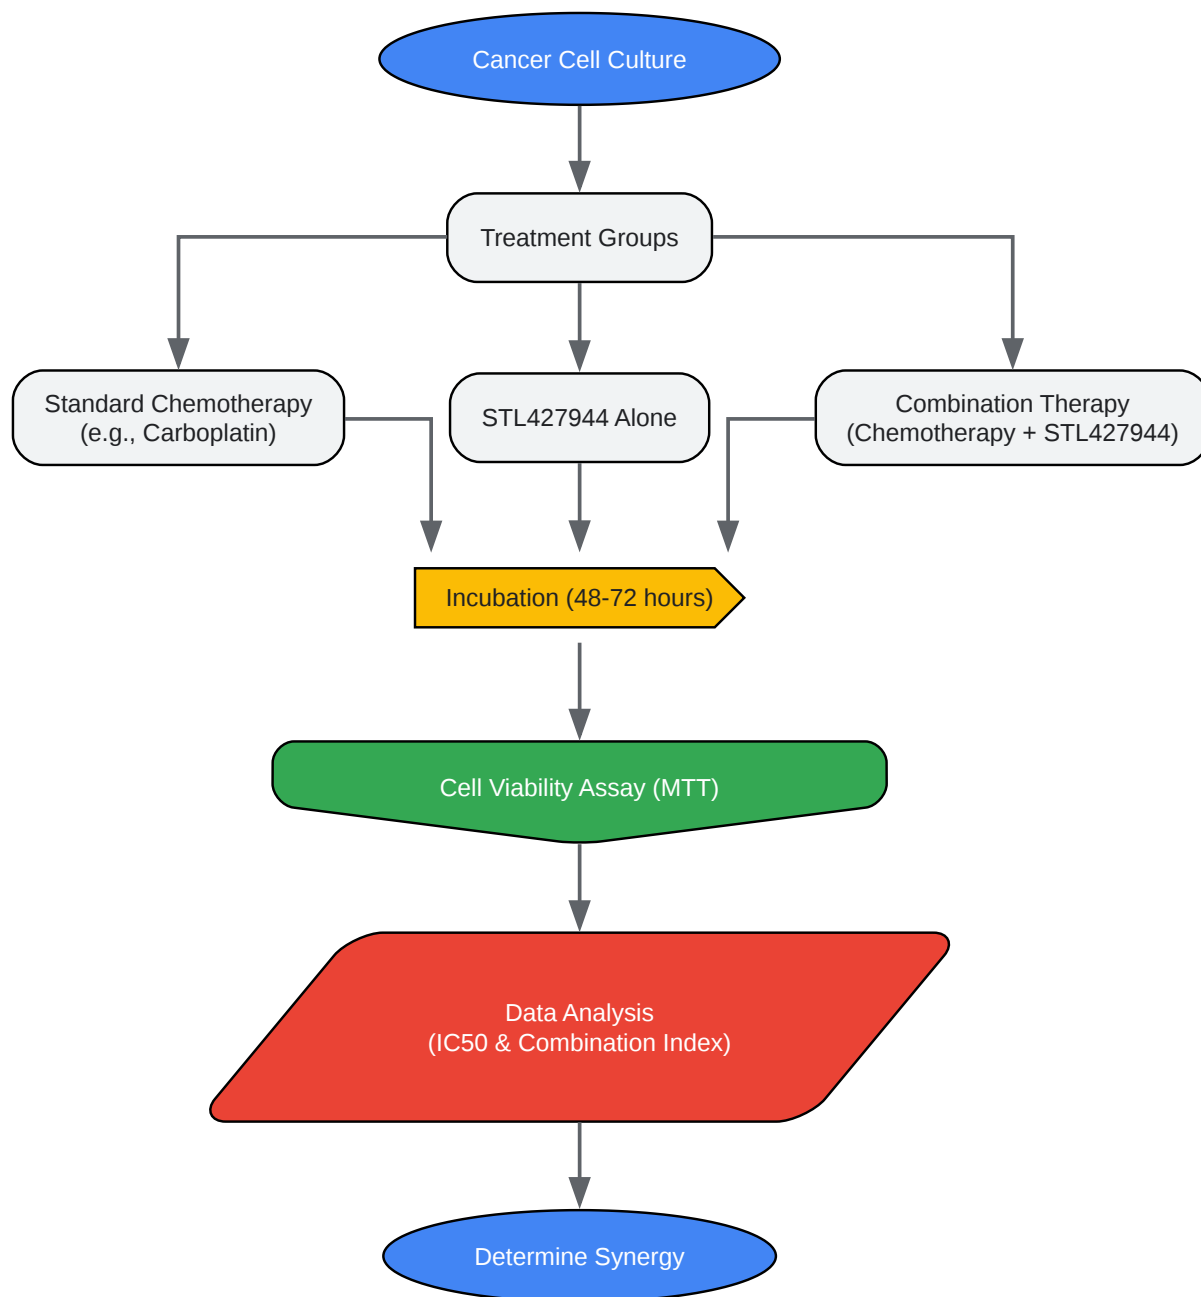 Cancer Cell Culture
Treatment Groups
Standard Chemotherapy
(e.g., Carboplatin)
STL427944 Alone
Combination Therapy
(Chemotherapy + STL427944)
Incubation (48-72 hours)
Cell Viability Assay (MTT)
Data Analysis
(IC50 & Combination Index)
Determine Synergy